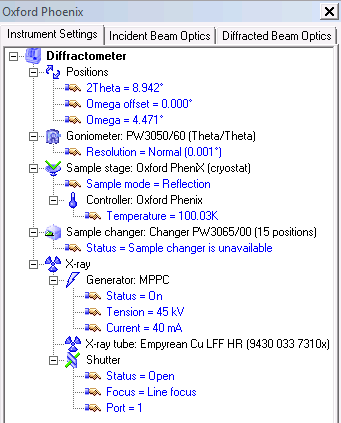 Oxford Phoenix
Instrument Settings Incident Beam Optics Diffracted Beam Optics
Diffractometer
Positions
2Theta = 8.942°
Omega offset = 0.000°
Omega = 4.471°
Goniometer: PW3050/60 (Theta/Theta)
Resolution = Normal (0.001°)
Sample stage: Oxford PheniX (cryostat)
Sample mode = Reflection
Controller: Oxford Phenix
Temperature = 100.03K
Sample changer: Changer PW3065/00 (15 positions)
Status = Sample changer is unavailable
X-ray
Generator: MPPC
Status = On
Tension = 45 kV
Current = 40 mA
X-ray tube: Empyrean Cu LFF HR (9430 033 7310x)
Shutter
Status = Open
Focus = Line focus
Port = 1